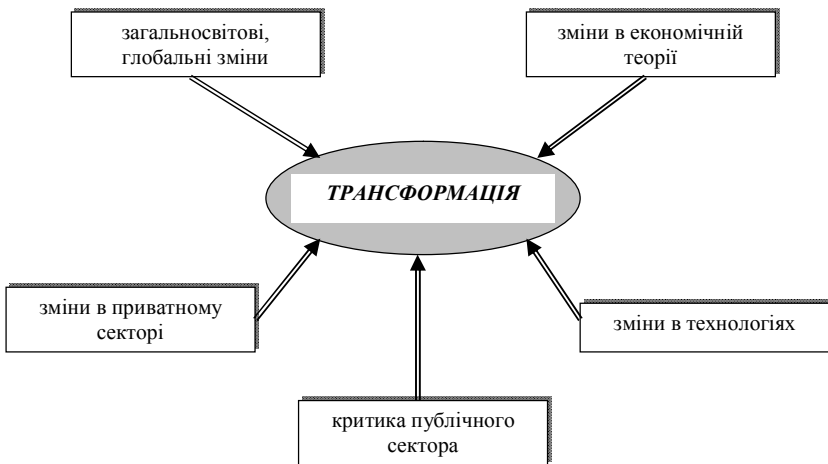 загальносвітові,
глобальні зміни
зміни в економічній
теорії
ТРАНСФОРМАЦІЯ
зміни в приватному
секторі
зміни в технологіях
критика публічного
сектора